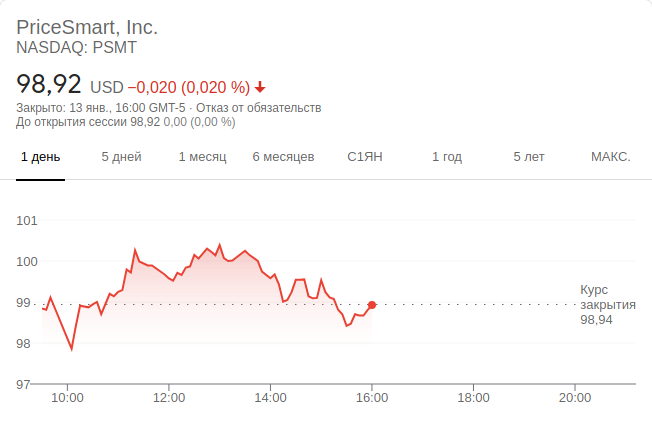 PriceSmart, Inc.
NASDAQ: PSMT
98,92 USD −0,020 (0,020 %)
Закрыто: 13 янв., 16:00 GMT-5 · Отказ от обязательств
До открытия сессии 98,92 0,00 (0,00 %)
1 день 5 дней 1 месяц 6 месяцев С1ЯН 1 год 5 лет МАКС.
101
100
99
98
97
Курс
закрытия
98,94
10:00 12:00 14:00 16:00 18:00 20:00